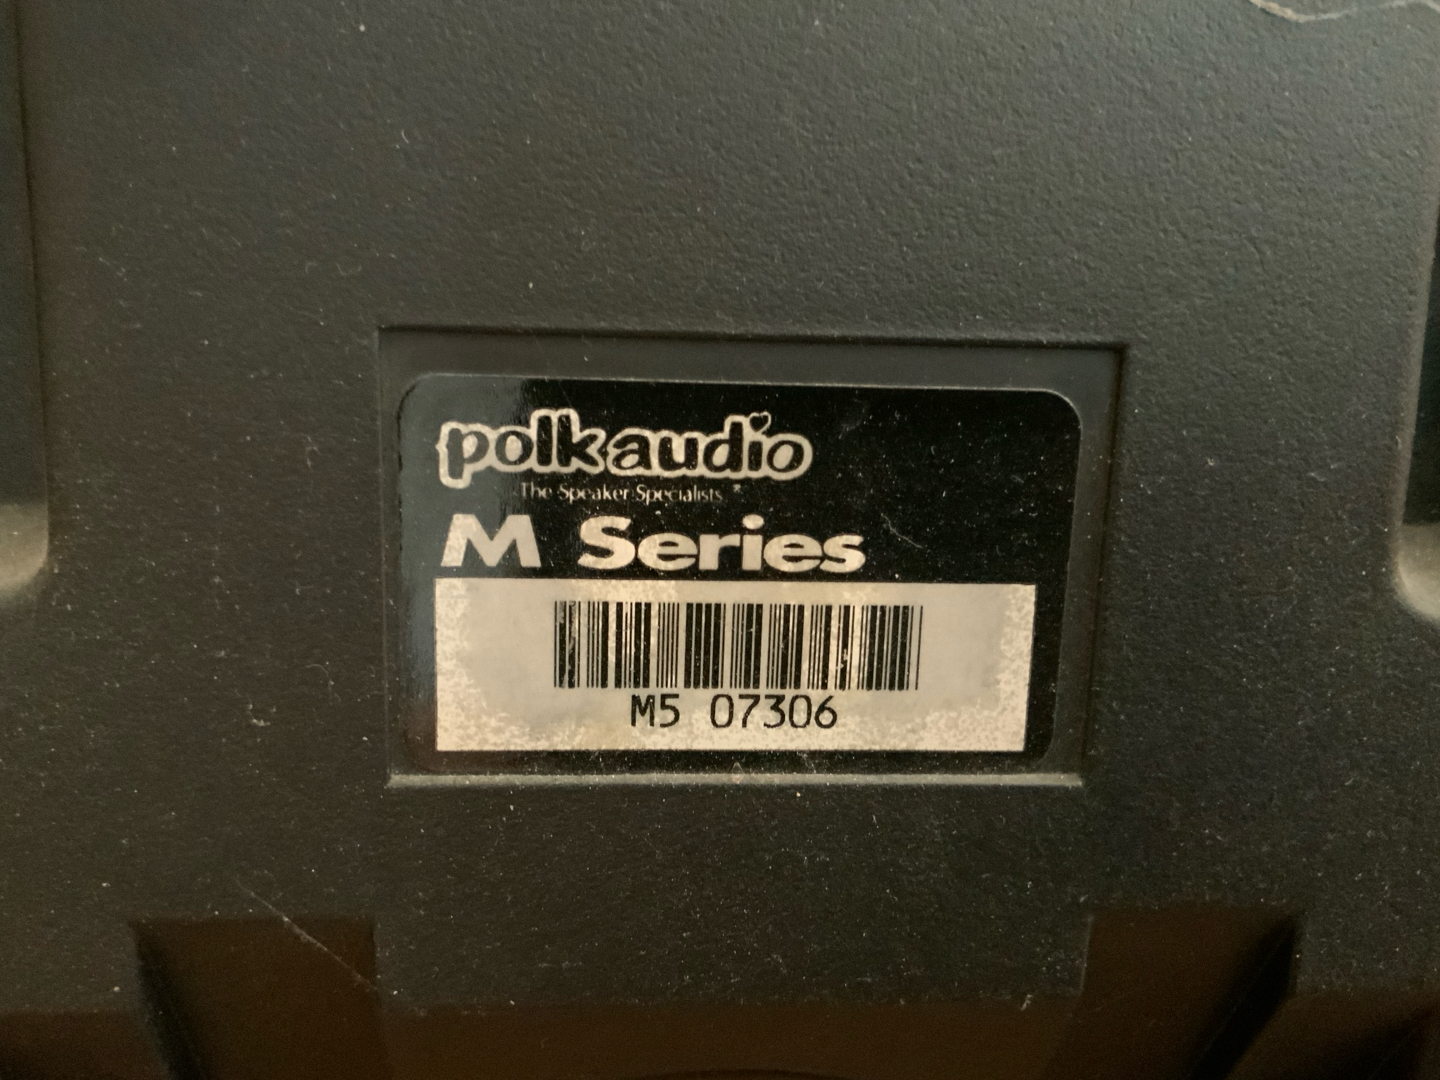 polk audio
The Speaker Specialists
M Series
M5 07306